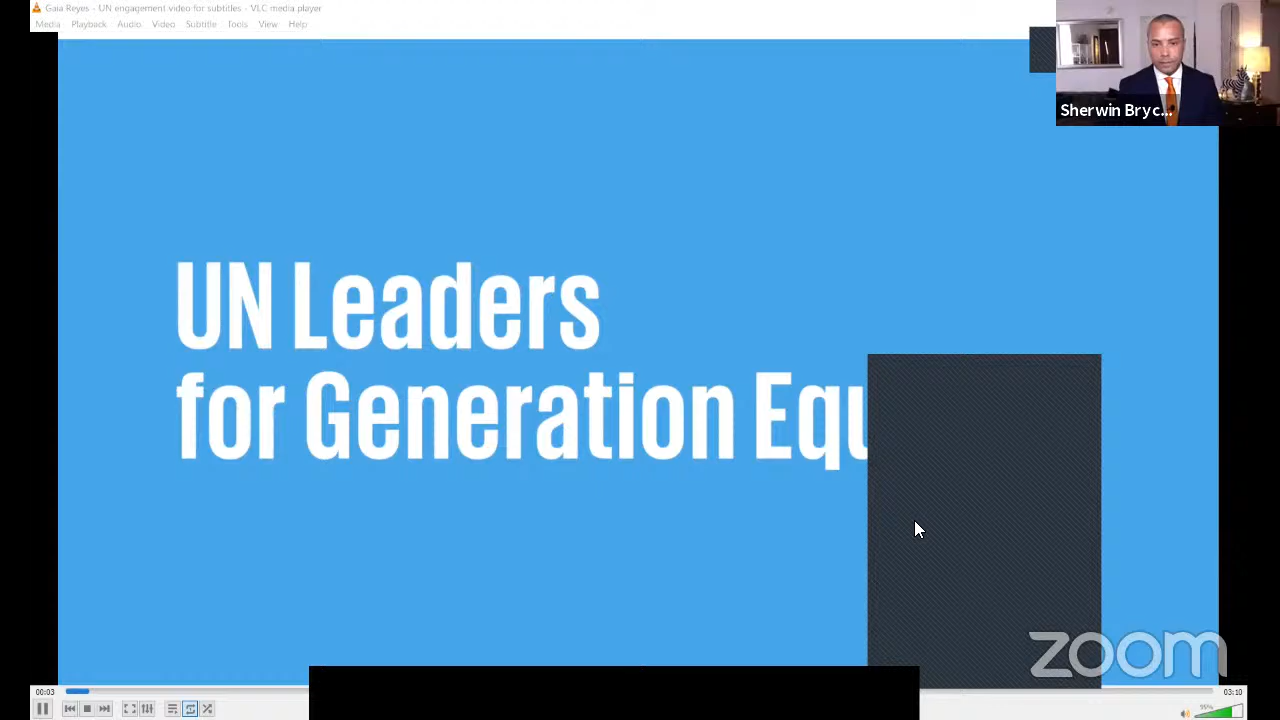 Gaia Reyes - UN engagement video for subtitles - VLC media player
Media Playback Audio Video Subtitle Tools View Help
Sherwin Bryc...
UN Leaders
for Generation Equ
zoom
00:03
03:10
95%